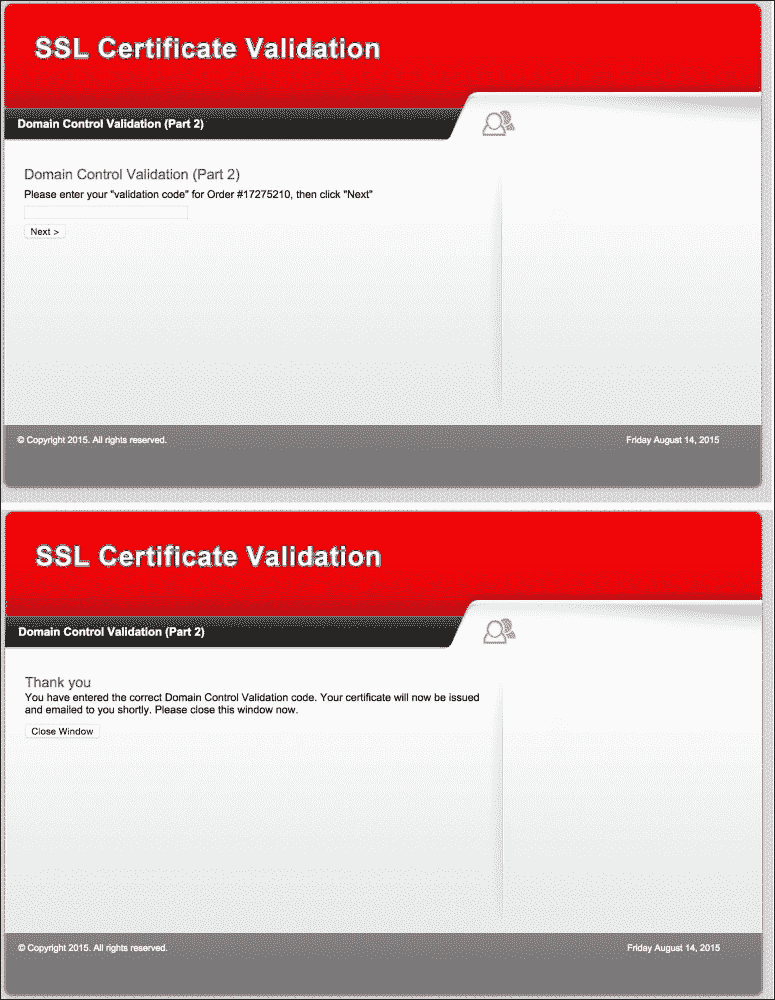 SSL Certificate Validation
Domain Control Validation (Part 2)
Domain Control Validation (Part 2)
Please enter your "validation code" for Order #17275210, then click "Next"
Next >
© Copyright 2015. All rights reserved.
Friday August 14, 2015
SSL Certificate Validation
Domain Control Validation (Part 2)
Thank you
You have entered the correct Domain Control Validation code. Your certificate will now be issued
and emailed to you shortly. Please close this window now.
Close Window
© Copyright 2015. All rights reserved.
Friday August 14, 2015